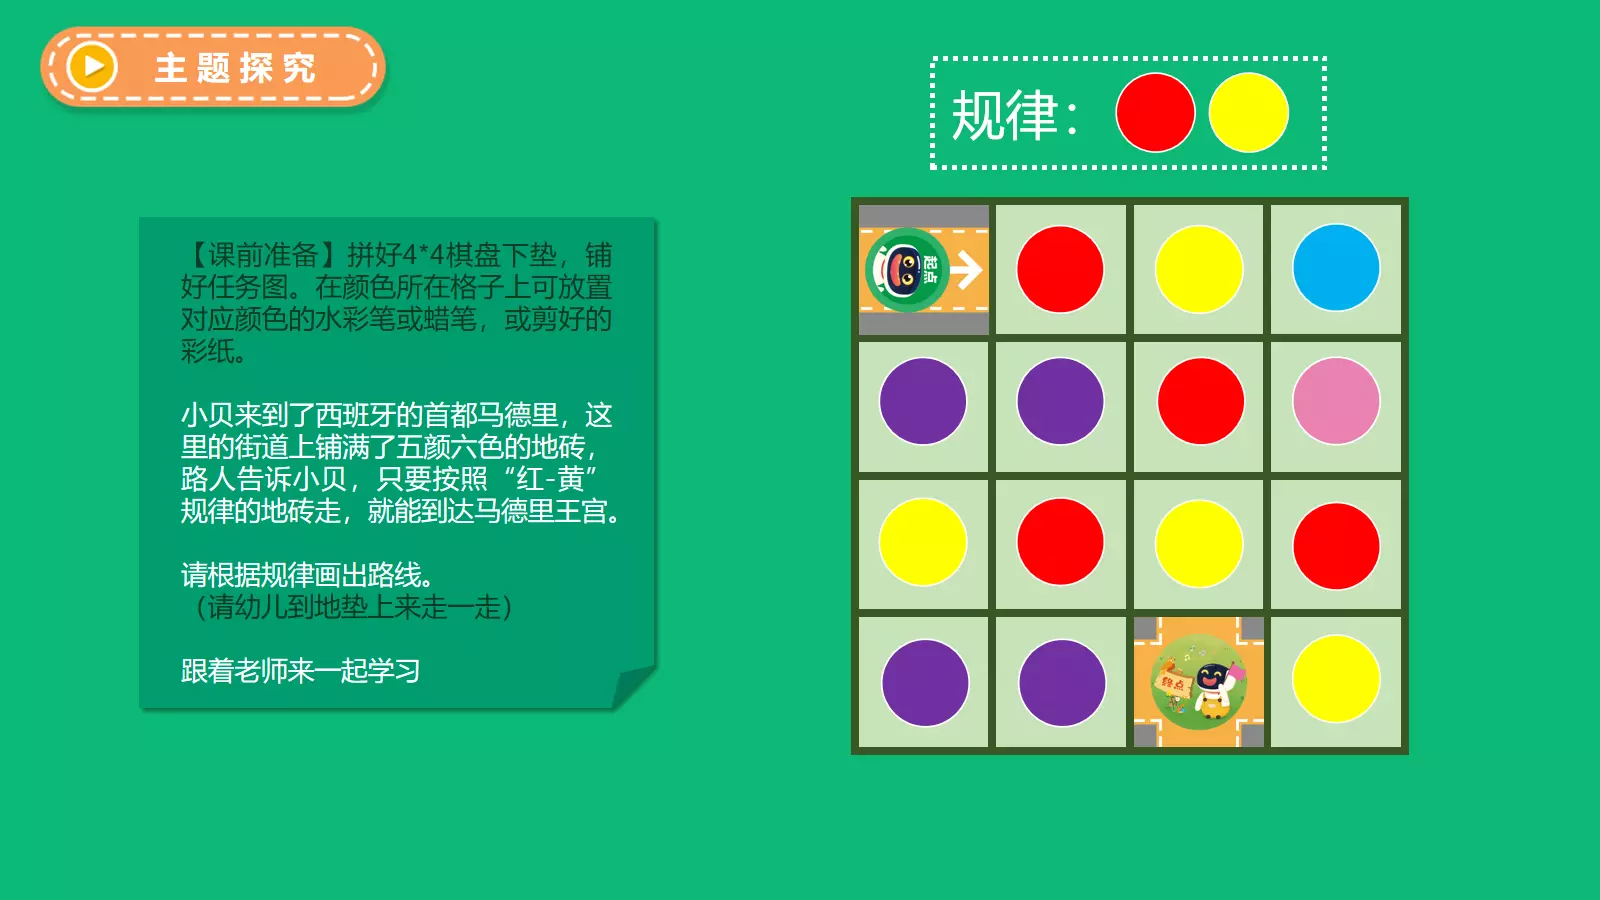 主题探究
规律：
【课前准备】拼好4*4棋盘下垫，铺
好任务图。在颜色所在格子上可放置
对应颜色的水彩笔或蜡笔，或剪好的
彩纸。
小贝来到了西班牙的首都马德里，这
里的街道上铺满了五颜六色的地砖，
路人告诉小贝，只要按照“红-黄”
规律的地砖走，就能到达马德里王宫。
请根据规律画出路线。
（请幼儿到地垫上来走一走）
跟着老师来一起学习
起点
终点